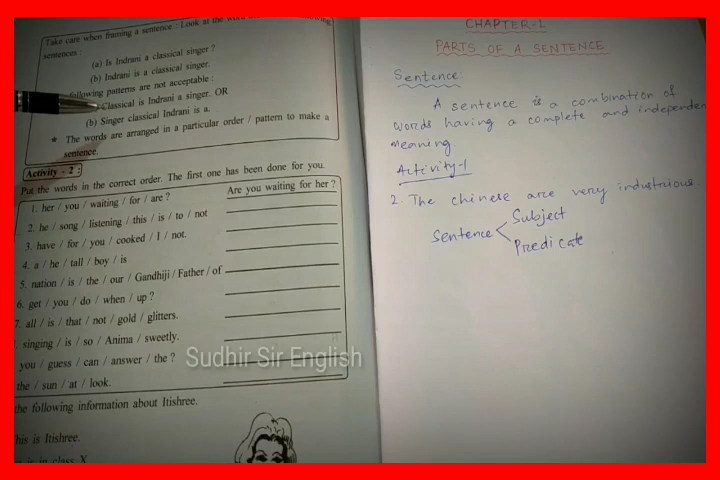 Take care when framing a sentence : Look at the
sentences :
(a) Is Indrani a classical singer ?
(b) Indrani is a classical singer.
following patterns are not acceptable :
Classical is Indrani a singer. OR
(b) Singer classical Indrani is a.
* The words are arranged in a particular order / pattern to make a
sentence.
Activity - 2 :
Put the words in the correct order. The first one has been done for you.
1. her / you / waiting / for / are ? Are you waiting for her ?
2. he / song / listening / this / is / to / not
3. have / for / you / cooked / I / not.
4. a / he / tall / boy / is
5. nation / is / the / our / Gandhiji / Father / of
6. get / you / do / when / up ?
7. all / is / that / not / gold / glitters.
singing / is / so / Anima / sweetly.
you / guess / can / answer / the ?
the / sun / at / look.
the following information about Itishree.
This is Itishree.
is in class X
CHAPTER-1
PARTS OF A SENTENCE
Sentence:
A sentence is a combination of
words having a complete and independen
meaning
Activity-1
2. The chinese are very industrious.
Sentence
Subject
Predicate
Sudhir Sir English